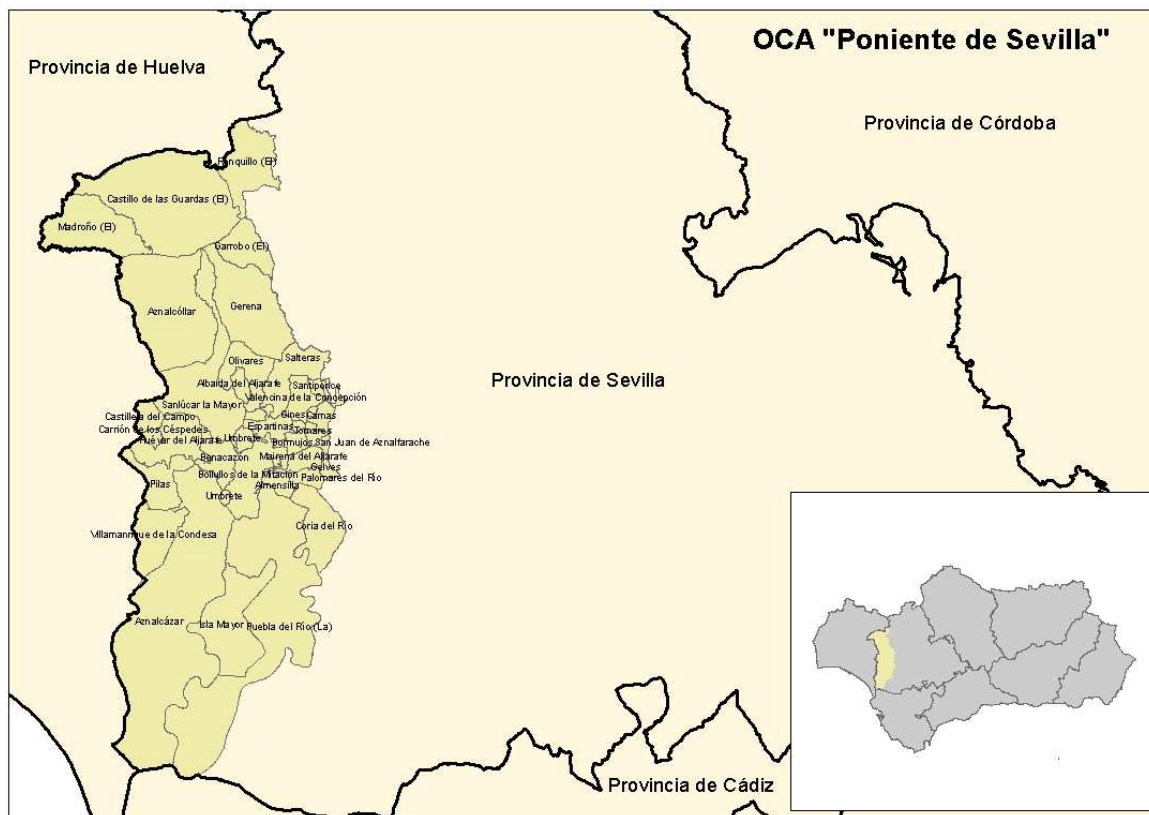 OCA "Poniente de Sevilla"
Provincia de Huelva
Provincia de Córdoba
Ronquillo (El)
Castillo de las Guardas (El)
Madroño (El)
Garrobo (El)
Aznalcóllar
Gerena
Olivares
Salteras
Provincia de Sevilla
Albaida del Aljarafe
Santiponce
Valencina de la Concepción
Sanlúcar la Mayor
Castilleja del Campo
Gines
Camas
Carrión de los Céspedes
Espartinas
Tomares
Huévar del Aljarafe
Umbrete
Bormujos
San Juan de Aznalfarache
Benacazón
Mairena del Aljarafe
Gelves
Bollullos de la Mitación
Palomares del Río
Pilas
Almensilla
Umbrete
Coria del Río
Villamanrique de la Condesa
Aznalcázar
Isla Mayor
Puebla del Río (La)
Provincia de Cádiz